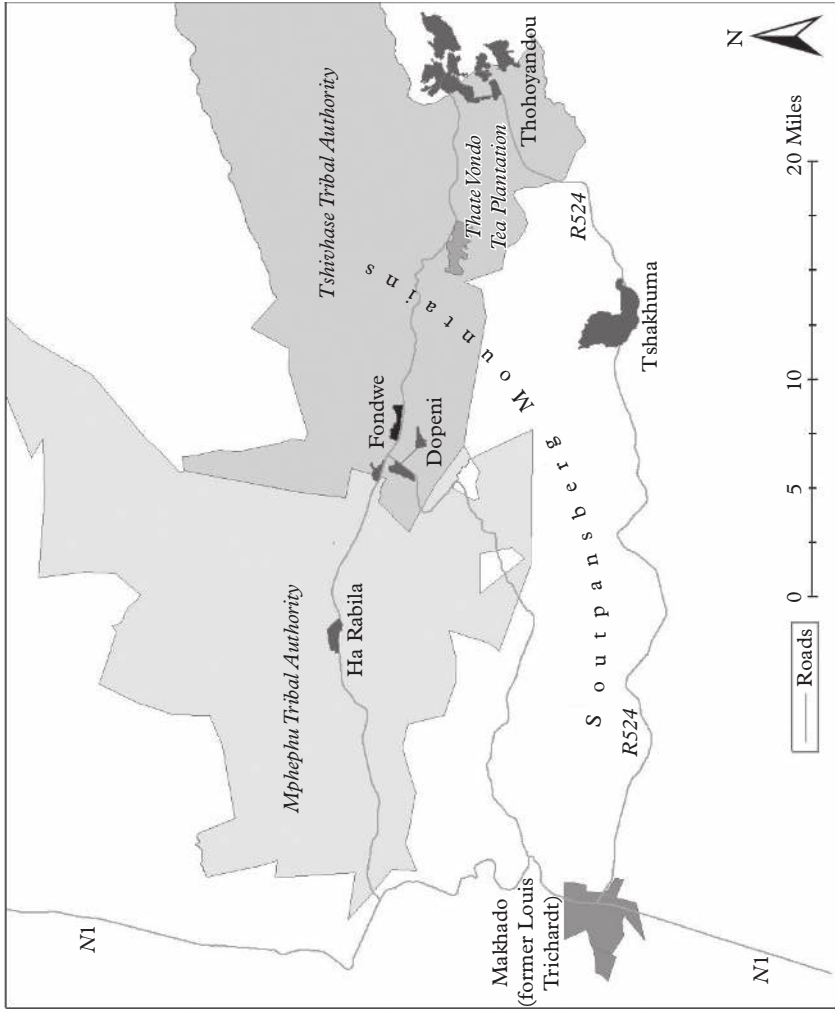 N1
Mphephu Tribal Authority
Tshivhase Tribal Authority
Ha Rabila
Fondwe
Dopeni
Thate Vondo
Tea Plantation
Thohoyandou
Soutpansberg Mountains
Makhado
(former Louis
Trichardt)
R524
R524
Tshakhuma
N1
Roads
0 5 10 20 Miles
N